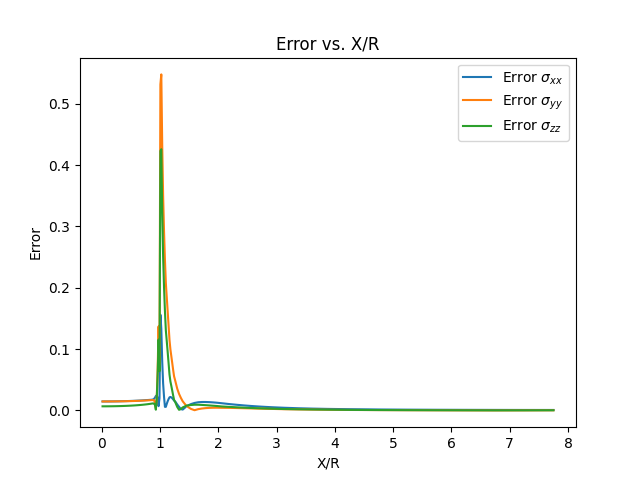 Error vs. X/R
Error σxx
Error σyy
Error σzz
0.5
0.4
0.3
0.2
0.1
0.0
Error
0 1 2 3 4 5 6 7 8
X/R